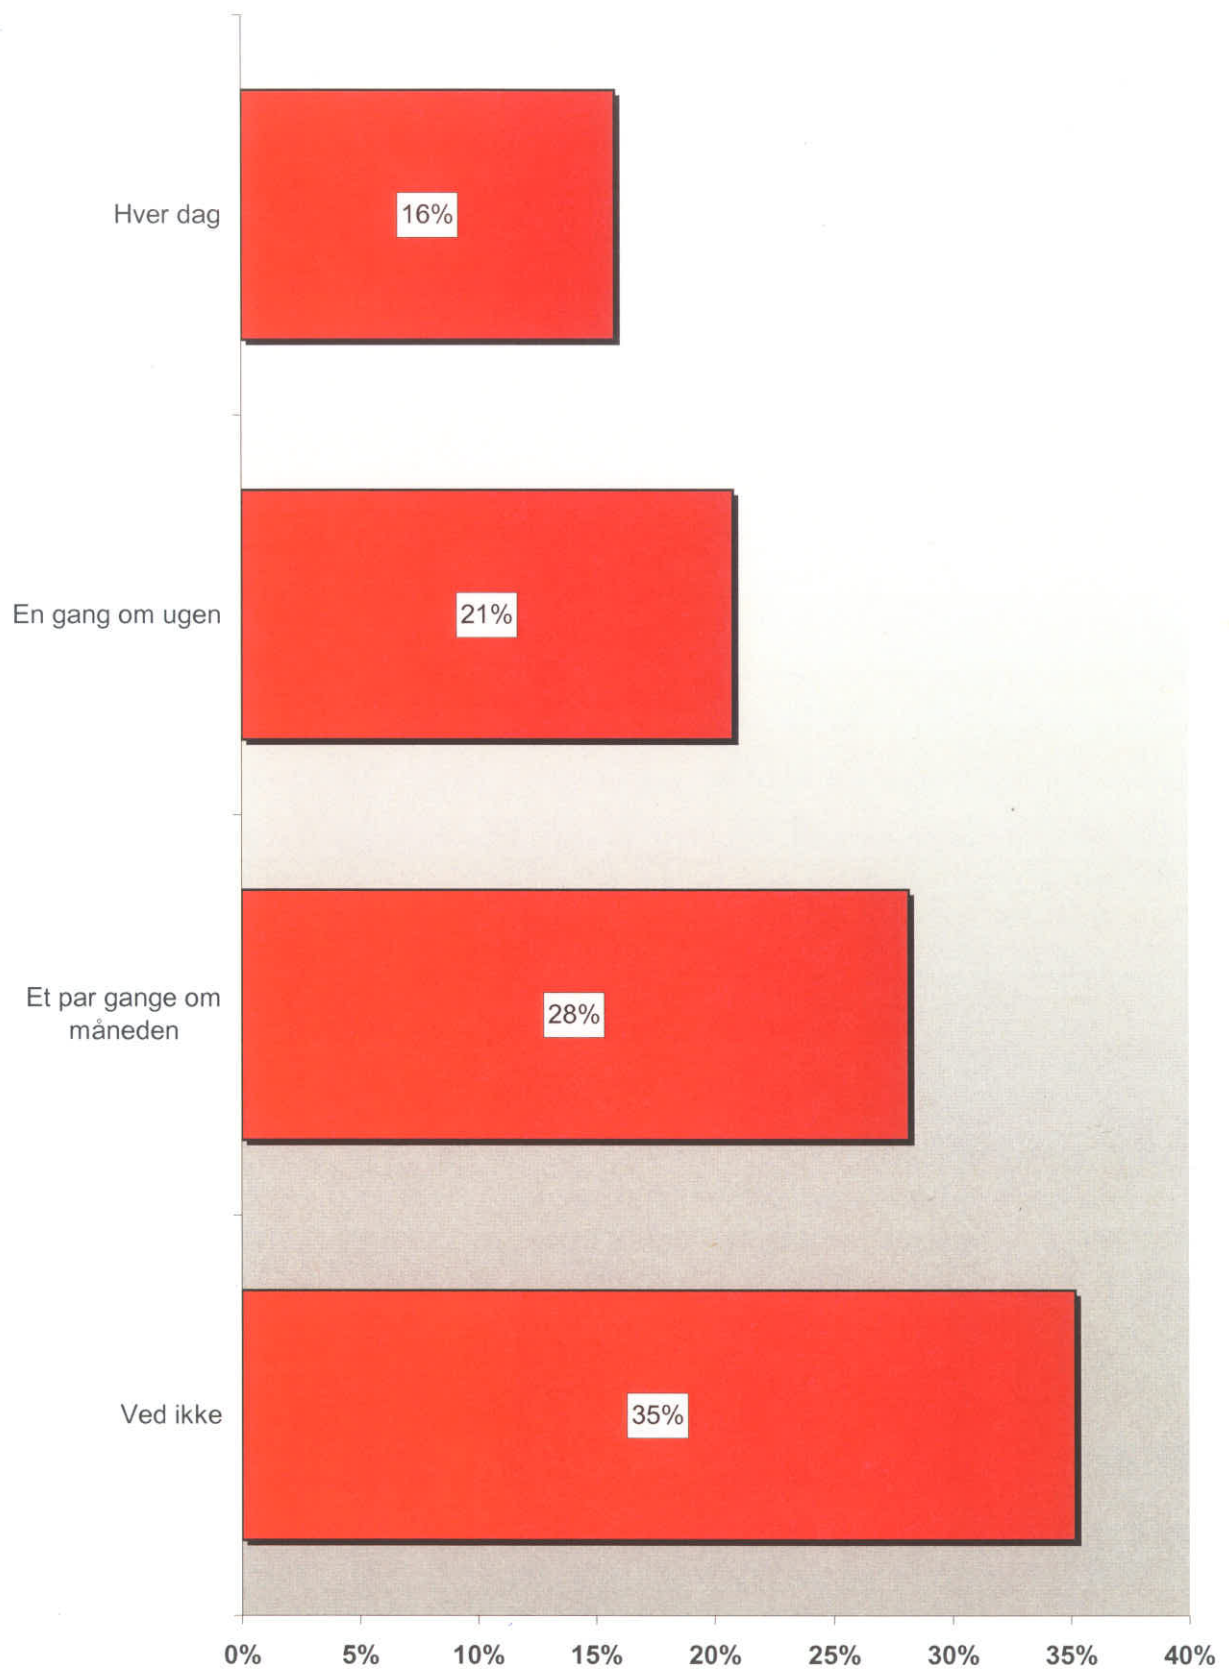 Hver dag
16%
En gang om ugen
21%
Et par gange om
måneden
28%
Ved ikke
35%
0% 5% 10% 15% 20% 25% 30% 35% 40%